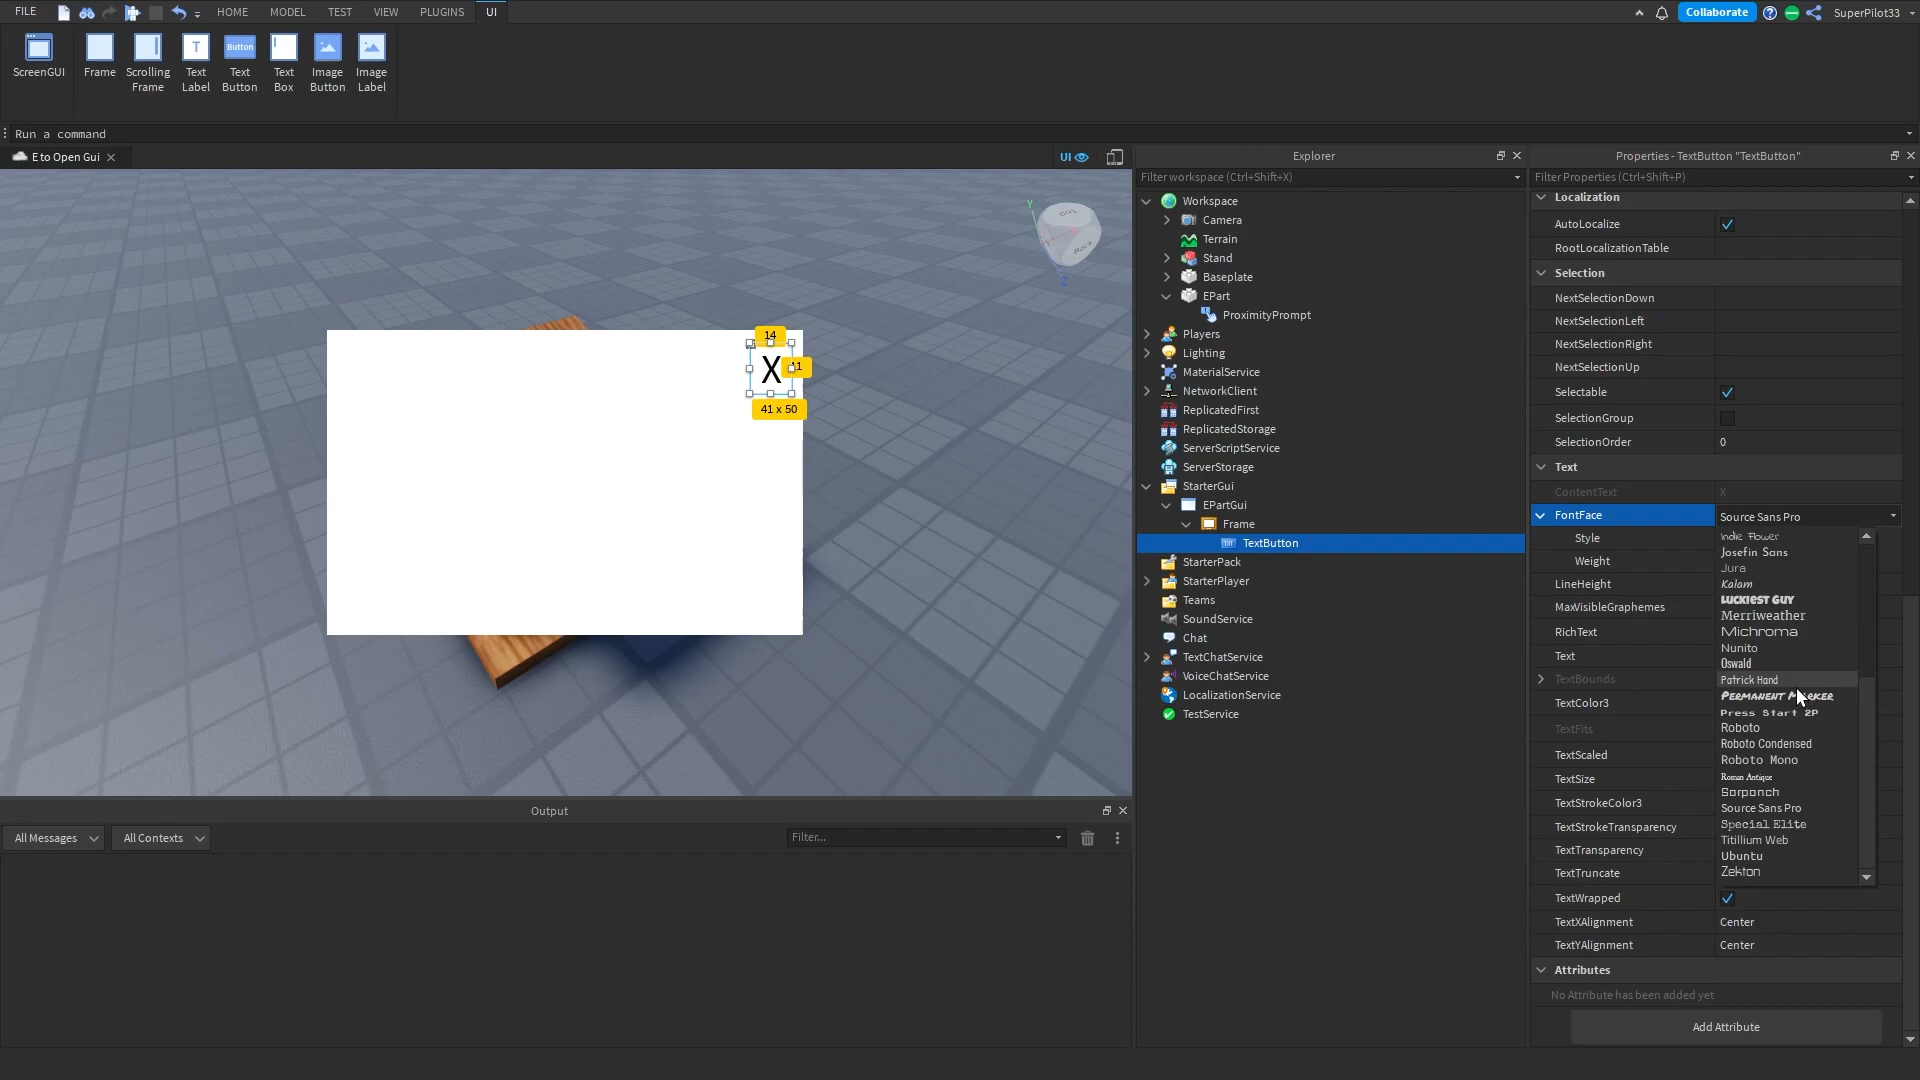 FILE
HOME
MODEL
TEST
VIEW
PLUGINS
UI
Collaborate
SuperPilot33
ScreenGUI
Frame
Scrolling
Frame
Text
Label
Button
Text
Button
Text
Box
Image
Button
Image
Label
T
Run a command
E to Open Gui
UI
Explorer
Properties - TextButton "TextButton"
Filter workspace (Ctrl+Shift+X)
Filter Properties (Ctrl+Shift+P)
Workspace
Camera
Terrain
Stand
Baseplate
EPart
ProximityPrompt
Players
Lighting
MaterialService
NetworkClient
ReplicatedFirst
ReplicatedStorage
ServerScriptService
ServerStorage
StarterGui
EPartGui
Frame
TextButton
StarterPack
StarterPlayer
Teams
SoundService
Chat
TextChatService
VoiceChatService
LocalizationService
TestService
Localization
AutoLocalize
RootLocalizationTable
Selection
NextSelectionDown
NextSelectionLeft
NextSelectionRight
NextSelectionUp
Selectable
SelectionGroup
SelectionOrder 0
Text
ContentText X
FontFace Source Sans Pro
Style
Weight
LineHeight
MaxVisibleGraphemes
RichText
Text
TextBounds
TextColor3
TextFits
TextScaled
TextSize
TextStrokeColor3
TextStrokeTransparency
TextTransparency
TextTruncate
TextWrapped
TextXAlignment Center
TextYAlignment Center
Attributes
No Attribute has been added yet
Add Attribute
Indie Flower
Josefin Sans
Jura
Kalam
Luckiest Guy
Merriweather
Michroma
Nunito
Oswald
Patrick Hand
Permanent Marker
Press Start 2P
Roboto
Roboto Condensed
Roboto Mono
Roman Antique
Sarpanch
Source Sans Pro
Special Elite
Titillium Web
Ubuntu
Zekton
Y
Z
Top
Back
14
X
41 x 50
Output
All Messages
All Contexts
Filter...